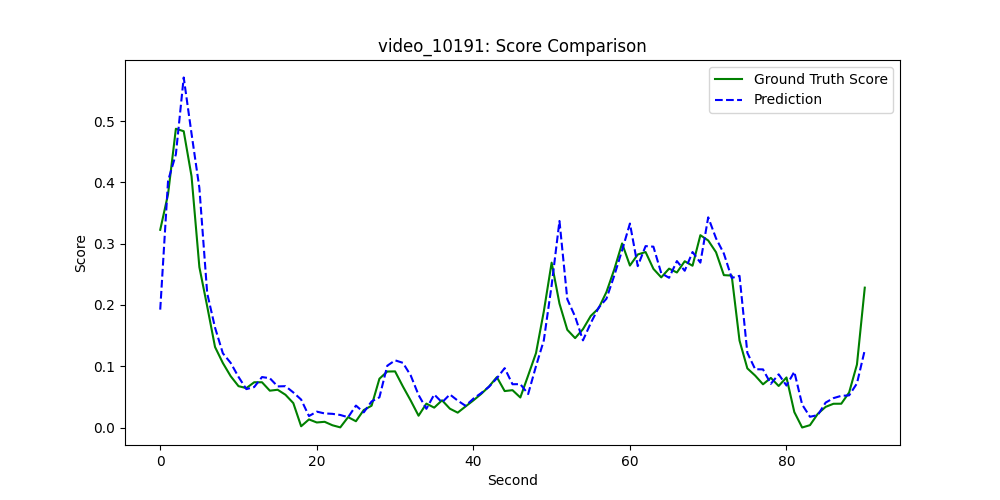 video_10191: Score Comparison
Ground Truth Score
Prediction
Score
0.5
0.4
0.3
0.2
0.1
0.0
0 20 40 60 80
Second